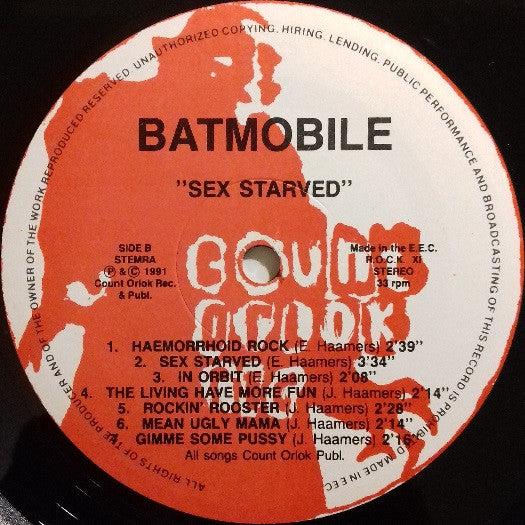 ALL RIGHTS OF THE PRODUCER AND OF THE OWNER OF THE WORK REPRODUCED RESERVED. UNAUTHORIZED COPYING. HIRING. LENDING. PUBLIC PERFORMANCE AND BROADCASTING OF THIS RECORD IS PROHIBITED. MADE IN EEC.
BATMOBILE
"SEX STARVED"
SIDE B
STEMRA
℗ & © 1991
Count Orlok Rec.
& Publ.
Made in the E.E.C.
R.O.C.K. XI
STEREO
33 rpm
COUNT
ORLOK
1. HAEMORRHOID ROCK (E. Haamers) 2'39"
2. SEX STARVED (E. Haamers) 3'34"
3. IN ORBIT (E. Haamers) 2'08"
4. THE LIVING HAVE MORE FUN (J. Haamers) 2'14"
5. ROCKIN' ROOSTER (J. Haamers) 2'28"
6. MEAN UGLY MAMA (J. Haamers) 2'14"
GIMME SOME PUSSY (J. Haamers) 2'16"
All songs Count Orlok Publ.